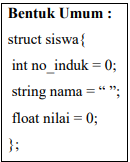 Bentuk Umum :
struct siswa{
int no_induk = 0;
string nama = “ ”;
float nilai = 0;
};